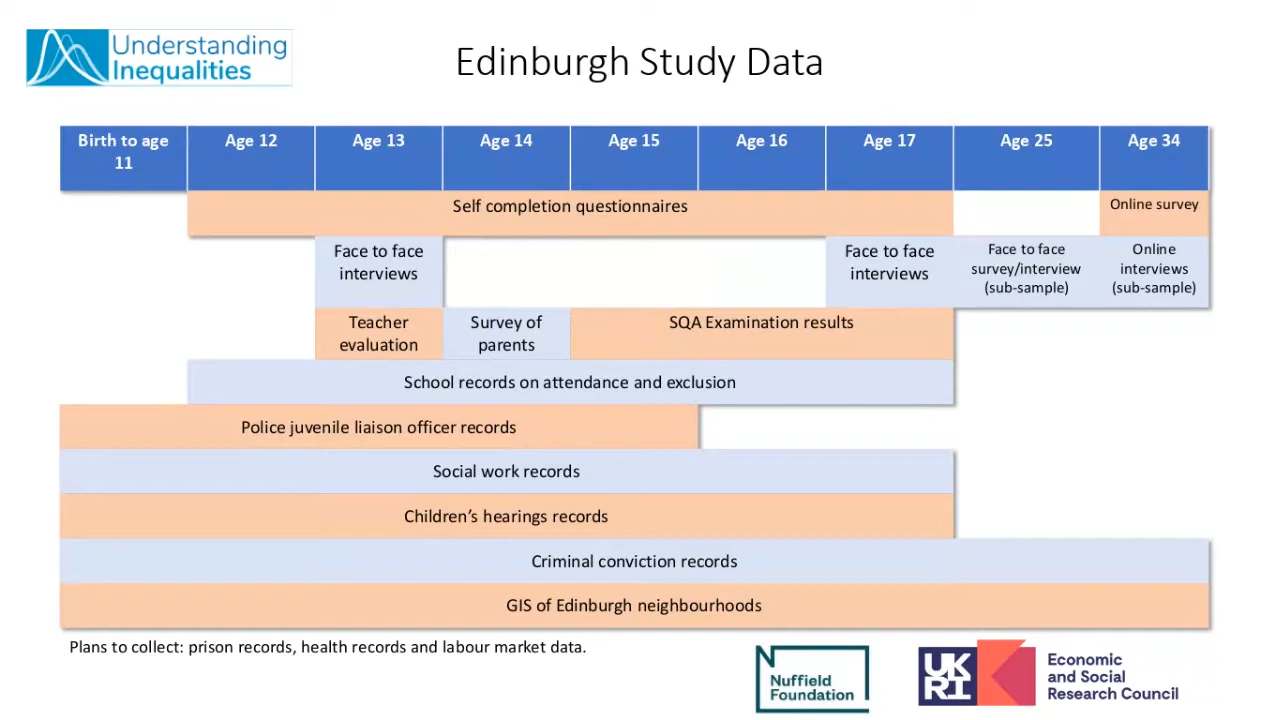 Understanding
Inequalities
Edinburgh Study Data
Birth to age
11
Age 12
Age 13
Age 14
Age 15
Age 16
Age 17
Age 25
Age 34
Self completion questionnaires
Online survey
Face to face
interviews
Face to face
interviews
Face to face
survey/interview
(sub-sample)
Online
interviews
(sub-sample)
Teacher
evaluation
Survey of
parents
SQA Examination results
School records on attendance and exclusion
Police juvenile liaison officer records
Social work records
Children’s hearings records
Criminal conviction records
GIS of Edinburgh neighbourhoods
Plans to collect: prison records, health records and labour market data.
Nuffield
Foundation
UK
RI
Economic
and Social
Research Council